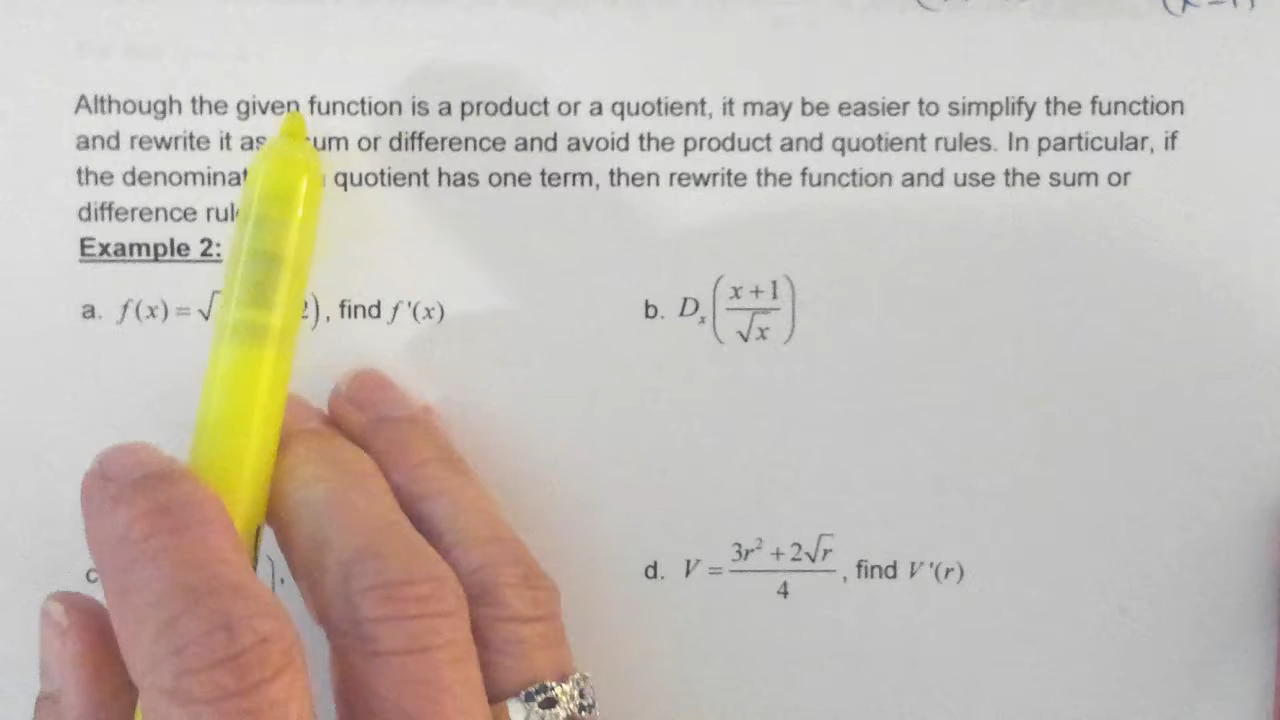 Although the given function is a product or a quotient, it may be easier to simplify the function
and rewrite it as um or difference and avoid the product and quotient rules. In particular, if
the denominat quotient has one term, then rewrite the function and use the sum or
difference rul
Example 2:
a. f(x) = √ 2), find f '(x)
b. Dₓ((x+1)/√x)
c
d. V = (3r² + 2√r)/4, find V '(r)